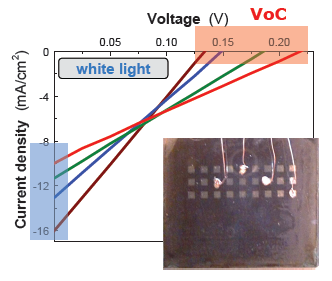 Voltage (V) VoC
0 0.05 0.10 0.15 0.20
white light
-4
-8
-12
-16
Current density (mA/cm²)